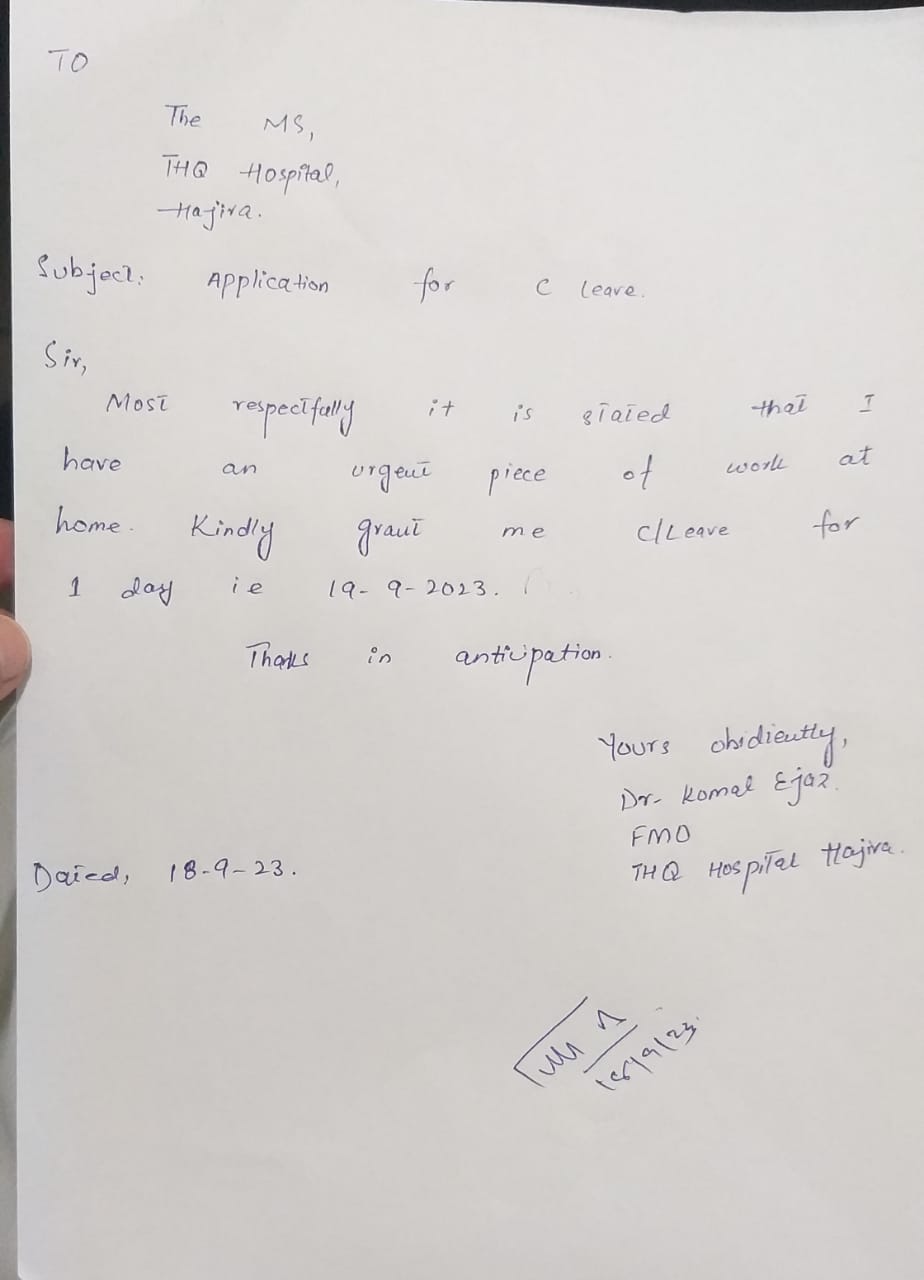 TO
The MS,
THQ Hospital,
Hajira.
Subject: Application for C leave.
Sir,
Most respectfully it is stated that I
have an urgent piece of work at
home. Kindly grant me C/Leave for
1 day ie 19-9-2023.
Thanks in anticipation.
Yours obidiently,
Dr. Komal Ejaz.
FMO
THQ Hospital Hajira.
Dated, 18-9-23.
18/9/23.